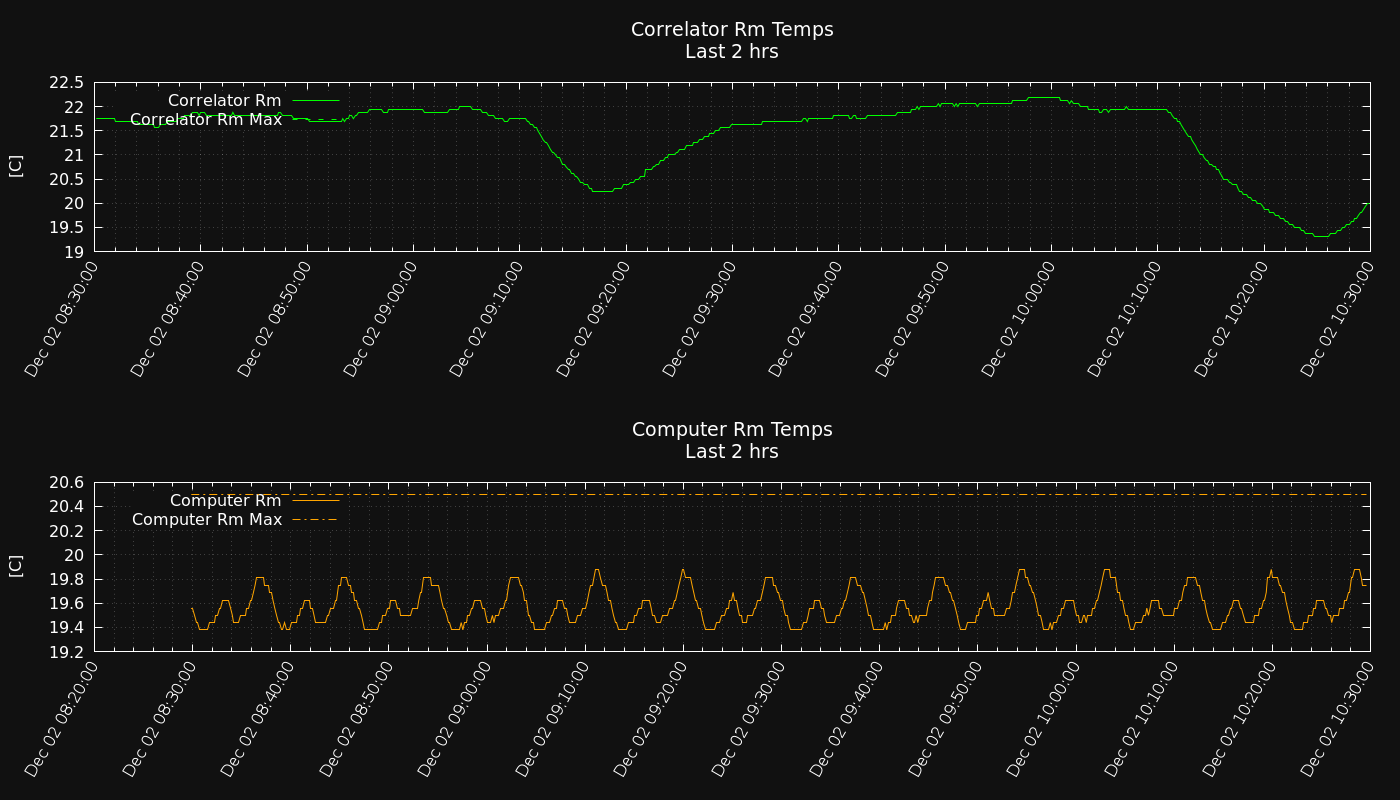 Correlator Rm Temps
Last 2 hrs
22.5
22
21.5
21
20.5
20
19.5
19
[C]
Correlator Rm
Correlator Rm Max
Dec 02 08:30:00
Dec 02 08:40:00
Dec 02 08:50:00
Dec 02 09:00:00
Dec 02 09:10:00
Dec 02 09:20:00
Dec 02 09:30:00
Dec 02 09:40:00
Dec 02 09:50:00
Dec 02 10:00:00
Dec 02 10:10:00
Dec 02 10:20:00
Dec 02 10:30:00
Computer Rm Temps
Last 2 hrs
20.6
20.4
20.2
20
19.8
19.6
19.4
19.2
[C]
Computer Rm
Computer Rm Max
Dec 02 08:20:00
Dec 02 08:30:00
Dec 02 08:40:00
Dec 02 08:50:00
Dec 02 09:00:00
Dec 02 09:10:00
Dec 02 09:20:00
Dec 02 09:30:00
Dec 02 09:40:00
Dec 02 09:50:00
Dec 02 10:00:00
Dec 02 10:10:00
Dec 02 10:20:00
Dec 02 10:30:00